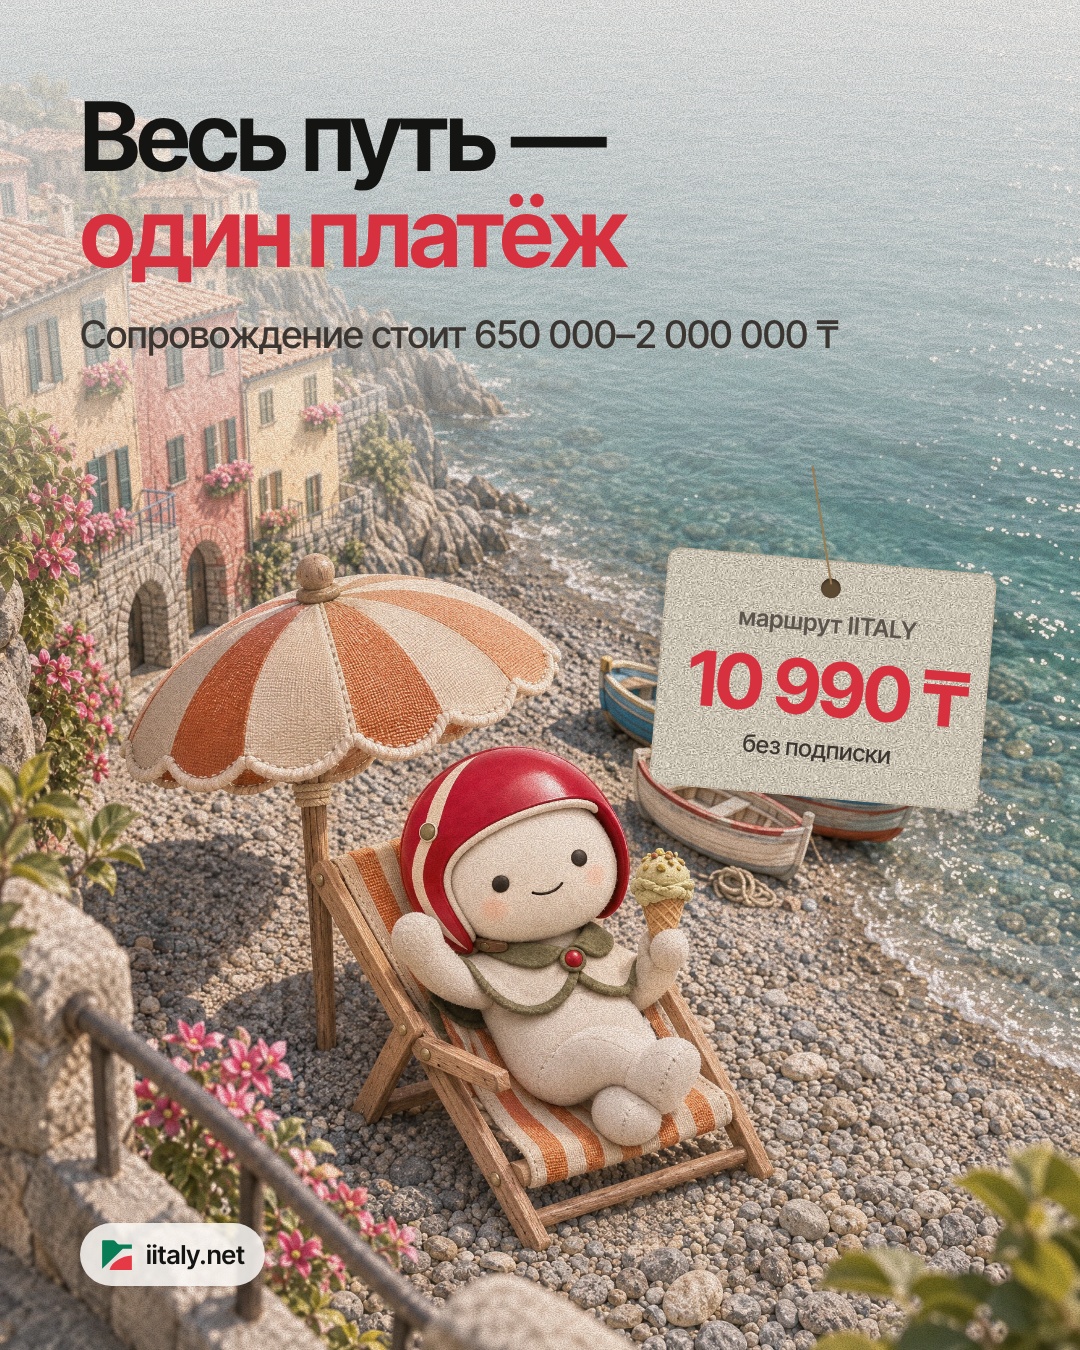 Весь путь —
один платёж
Сопровождение стоит 650 000–2 000 000 ₸
маршрут IITALY
10 990 ₸
без подписки
iitaly.net